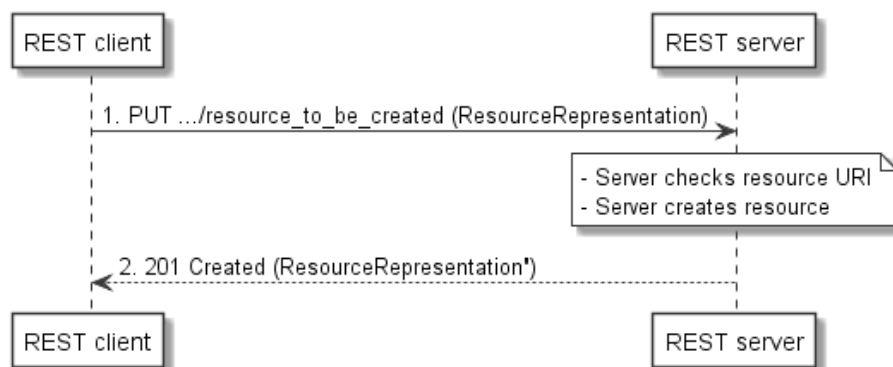 REST client
REST server
1. PUT .../resource_to_be_created (ResourceRepresentation)
- Server checks resource URI
- Server creates resource
2. 201 Created (ResourceRepresentation")
REST client
REST server